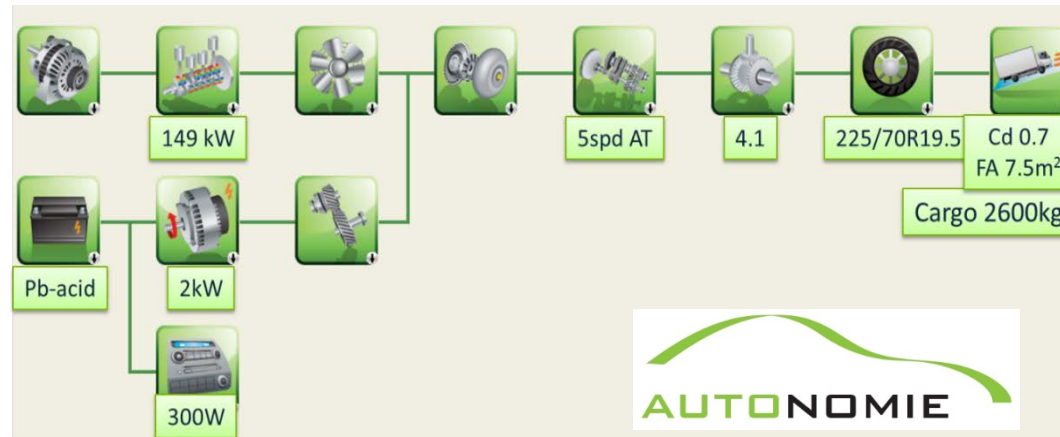 149 kW
5spd AT
4.1
225/70R19.5
Cd 0.7
FA 7.5m²
Cargo 2600kg
Pb-acid
2kW
300W
AUTONOMIE